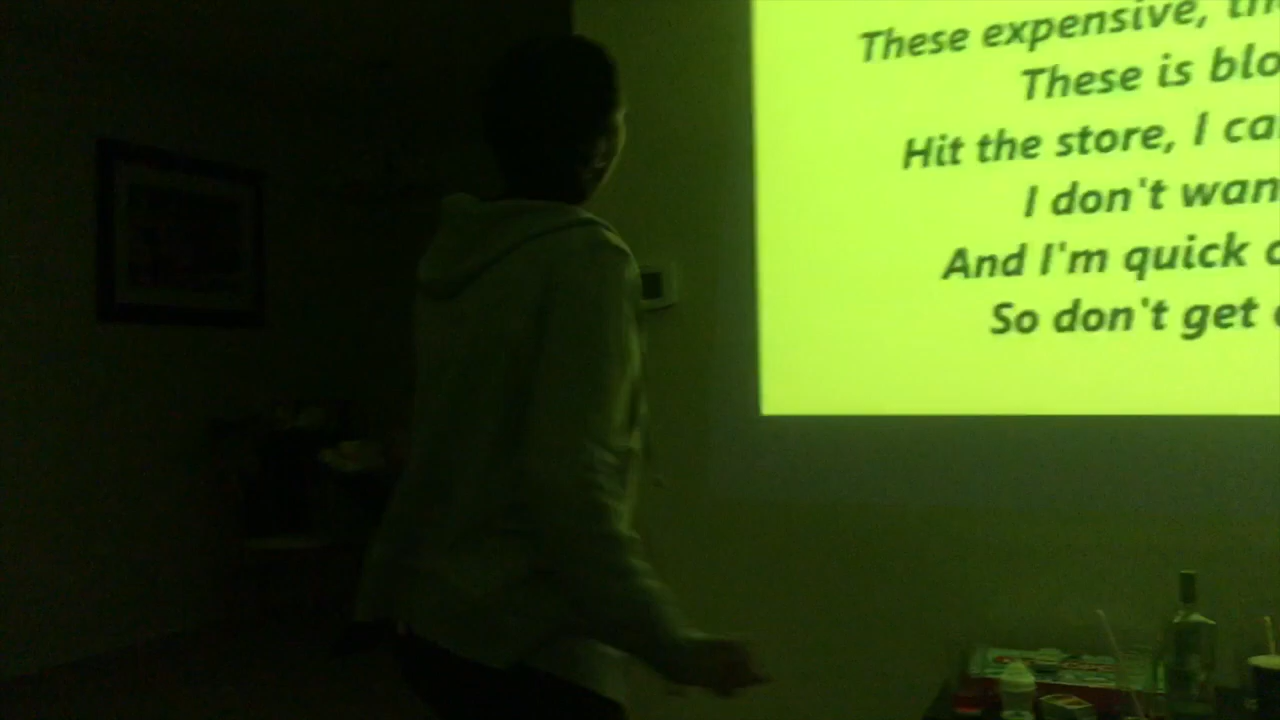 These expensive,
These is
Hit the store, I
I don't
And I'm quick
So don't get